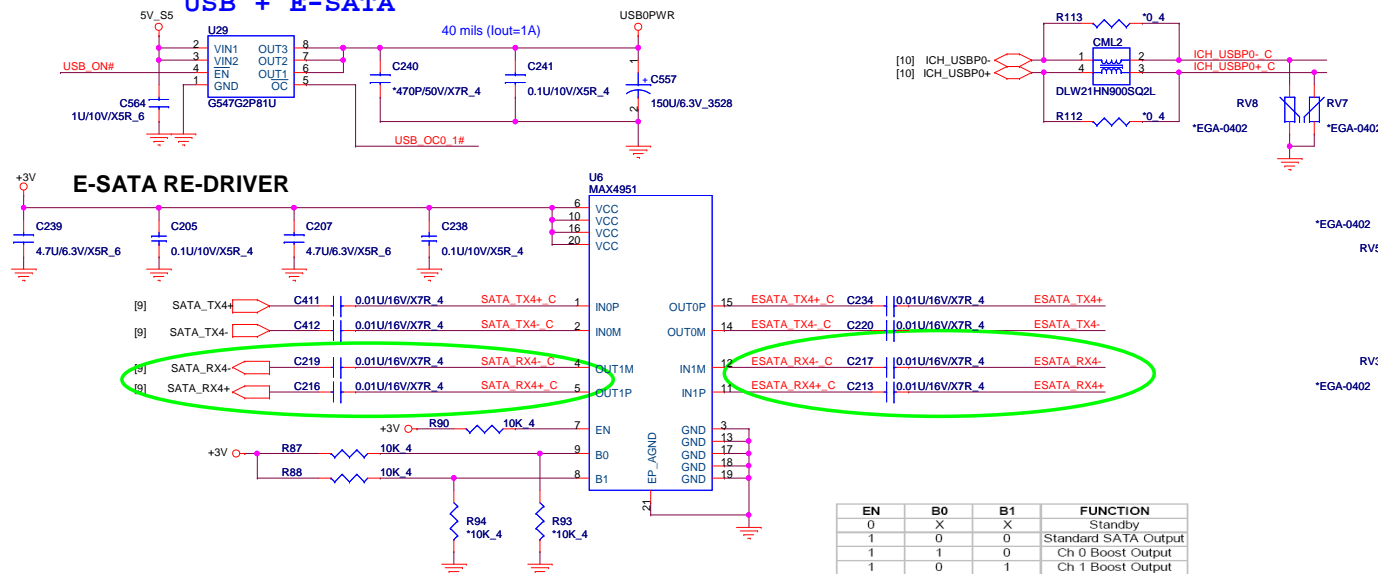 USB + E-SATA
5V_S5
U29
2 VIN1 OUT3 8
3 VIN2 OUT2 7
4 EN OUT1 6
1 GND OC 5
G547G2P81U
USB_ON#
C564
1U/10V/X5R_6
40 mils (Iout=1A)
USB0PWR
C240
*470P/50V/X7R_4
C241
0.1U/10V/X5R_4
1
+ C557
150U/6.3V_3528
2
USB_OC0_1#
R113 *0_4
CML2
[10] ICH_USBP0- 1 2 ICH_USBP0-_C
[10] ICH_USBP0+ 4 3 ICH_USBP0+_C
DLW21HN900SQ2L
R112 *0_4
RV8
*EGA-0402
RV7
*EGA-0402
*EGA-0402
RV5
RV3
*EGA-0402
+3V
E-SATA RE-DRIVER
C239
4.7U/6.3V/X5R_6
C205
0.1U/10V/X5R_4
C207
4.7U/6.3V/X5R_6
C238
0.1U/10V/X5R_4
U6
MAX4951
6 VCC
10 VCC
16 VCC
20 VCC
[9] SATA_TX4+ C411 0.01U/16V/X7R_4 SATA_TX4+_C 1 IN0P OUT0P 15 ESATA_TX4+_C C234 0.01U/16V/X7R_4 ESATA_TX4+
[9] SATA_TX4- C412 0.01U/16V/X7R_4 SATA_TX4-_C 2 IN0M OUT0M 14 ESATA_TX4-_C C220 0.01U/16V/X7R_4 ESATA_TX4-
[9] SATA_RX4- C219 0.01U/16V/X7R_4 SATA_RX4-_C 4 OUT1M IN1M 12 ESATA_RX4-_C C217 0.01U/16V/X7R_4 ESATA_RX4-
[9] SATA_RX4+ C216 0.01U/16V/X7R_4 SATA_RX4+_C 5 OUT1P IN1P 11 ESATA_RX4+_C C213 0.01U/16V/X7R_4 ESATA_RX4+
+3V R90 10K_4 7 EN GND 3
GND 13
+3V R87 10K_4 9 B0 GND 17
GND 18
R88 10K_4 8 B1 GND 19
EP_AGND
21
R94
*10K_4
R93
*10K_4
EN B0 B1 FUNCTION
0 X X Standby
1 0 0 Standard SATA Output
1 1 0 Ch 0 Boost Output
1 0 1 Ch 1 Boost Output